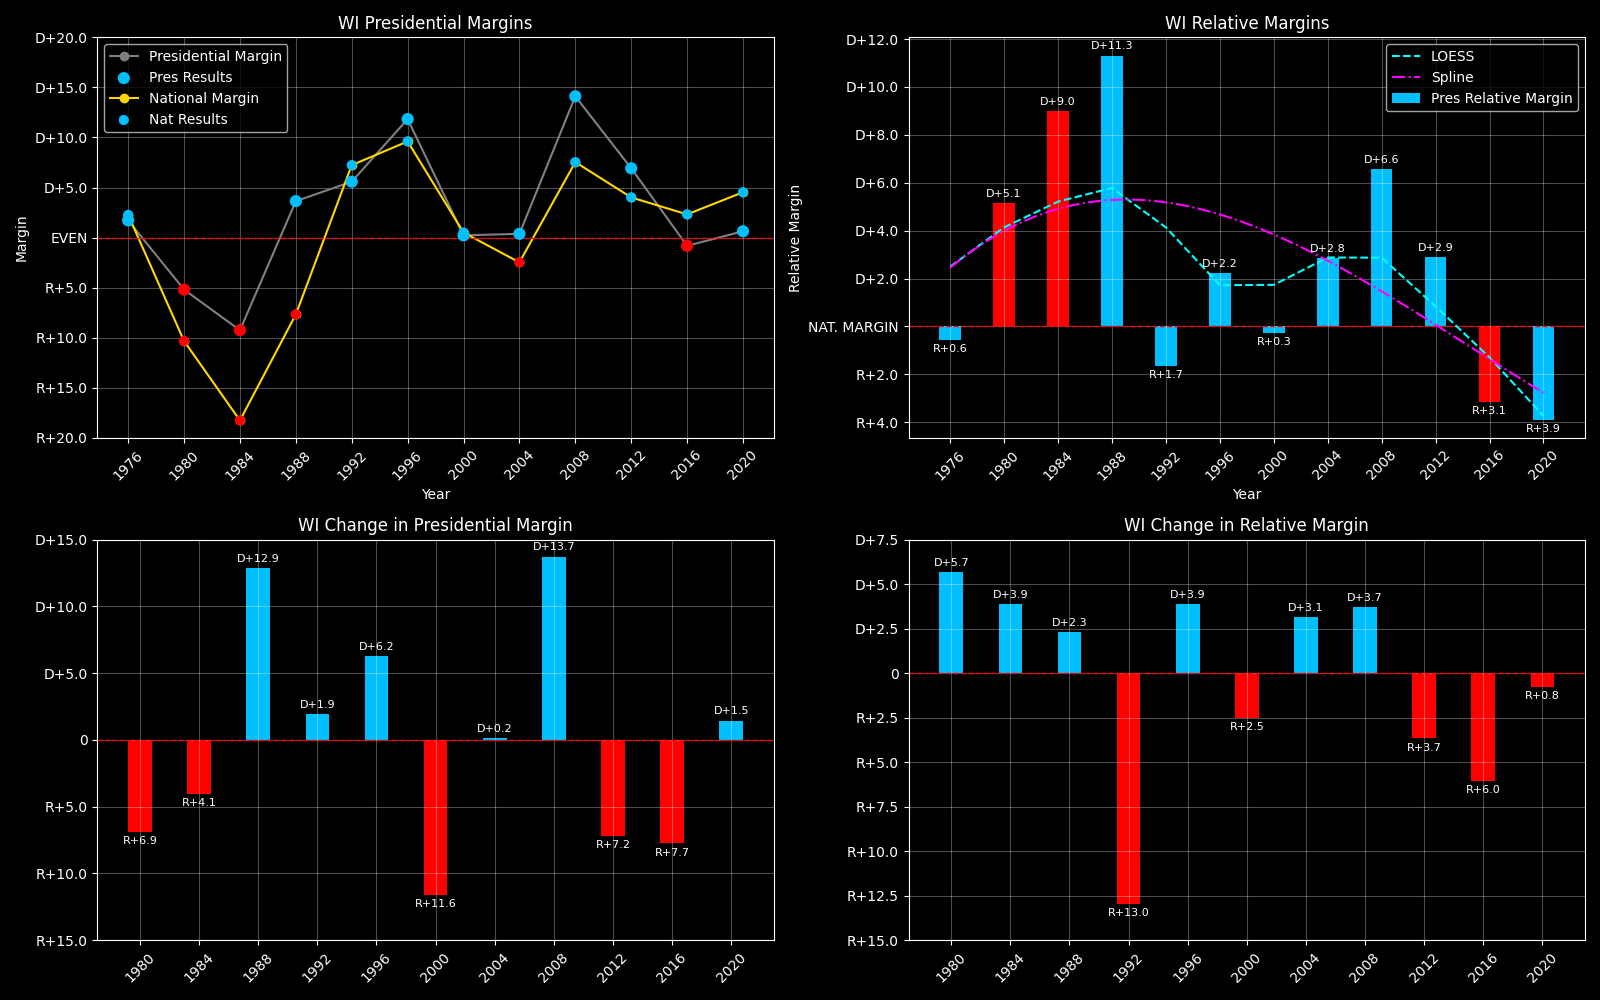 WI Presidential Margins
D+20.0
D+15.0
D+10.0
D+5.0
EVEN
R+5.0
R+10.0
R+15.0
R+20.0
Margin
Presidential Margin
Pres Results
National Margin
Nat Results
1976
1980
1984
1988
1992
1996
2000
2004
2008
2012
2016
2020
Year
WI Relative Margins
D+12.0
D+10.0
D+8.0
D+6.0
D+4.0
D+2.0
NAT. MARGIN
R+2.0
R+4.0
Relative Margin
LOESS
Spline
Pres Relative Margin
R+0.6
D+5.1
D+9.0
D+11.3
R+1.7
D+2.2
R+0.3
D+2.8
D+6.6
D+2.9
R+3.1
R+3.9
1976
1980
1984
1988
1992
1996
2000
2004
2008
2012
2016
2020
Year
WI Change in Presidential Margin
D+15.0
D+10.0
D+5.0
0
R+5.0
R+10.0
R+15.0
R+6.9
R+4.1
D+12.9
D+1.9
D+6.2
R+11.6
D+0.2
D+13.7
R+7.2
R+7.7
D+1.5
1980
1984
1988
1992
1996
2000
2004
2008
2012
2016
2020
WI Change in Relative Margin
D+7.5
D+5.0
D+2.5
0
R+2.5
R+5.0
R+7.5
R+10.0
R+12.5
R+15.0
D+5.7
D+3.9
D+2.3
R+13.0
D+3.9
R+2.5
D+3.1
D+3.7
R+3.7
R+6.0
R+0.8
1980
1984
1988
1992
1996
2000
2004
2008
2012
2016
2020